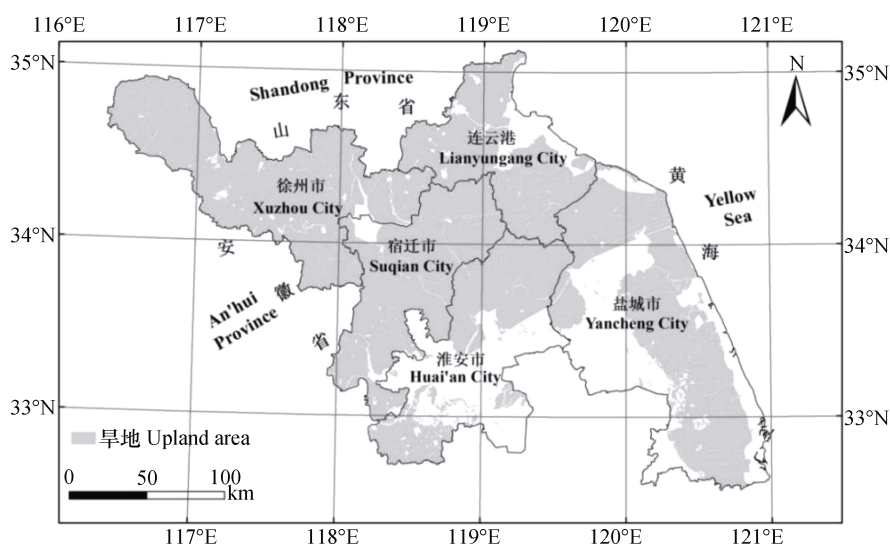 116°E 117°E 118°E 119°E 120°E 121°E
35°N 35°N
N
Shandong Province
山东省
连云港
Lianyungang City
徐州市
Xuzhou City
黄海
Yellow
Sea
34°N 34°N
宿迁市
Suqian City
安徽省
An'hui
Province
盐城市
Yancheng City
淮安市
Huai'an City
33°N 33°N
旱地 Upland area
0 50 100
km
117°E 118°E 119°E 120°E 121°E